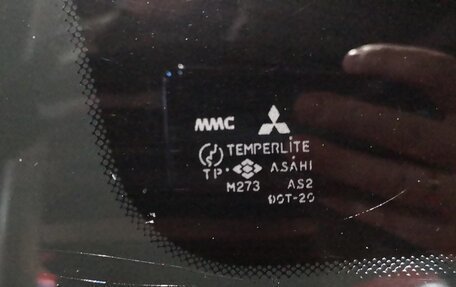 MMC
TEMPERLITE
TP· ASAHI
M273 AS2
DOT-20